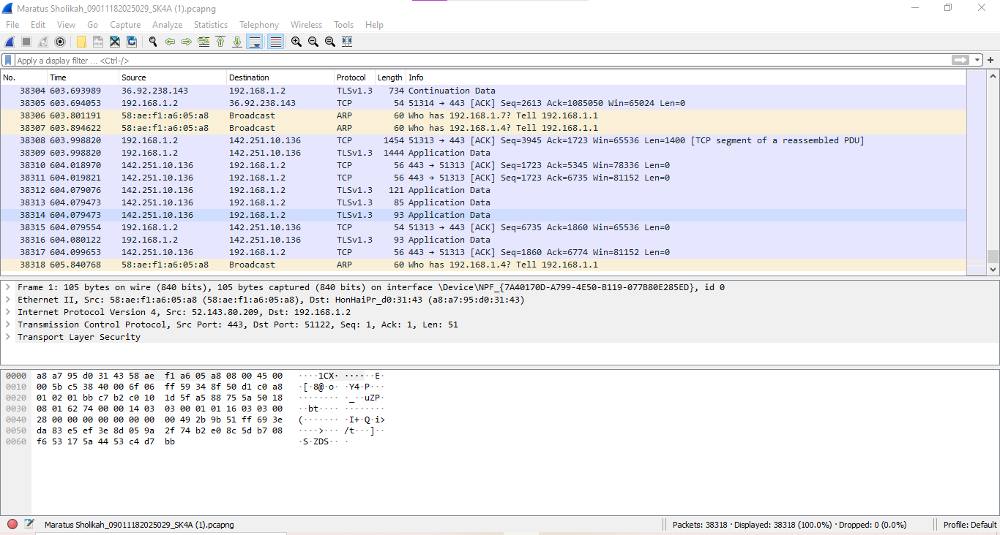 Maratus Sholikah_09011182025029_SK4A (1).pcapng
File Edit View Go Capture Analyze Statistics Telephony Wireless Tools Help
Apply a display filter ... <Ctrl-/>
No. Time Source Destination Protocol Length Info
38304 603.693989 36.92.238.143 192.168.1.2 TLSv1.3 734 Continuation Data
38305 603.694053 192.168.1.2 36.92.238.143 TCP 54 51314 → 443 [ACK] Seq=2613 Ack=1085050 Win=65024 Len=0
38306 603.801191 58:ae:f1:a6:05:a8 Broadcast ARP 60 Who has 192.168.1.7? Tell 192.168.1.1
38307 603.894622 58:ae:f1:a6:05:a8 Broadcast ARP 60 Who has 192.168.1.4? Tell 192.168.1.1
38308 603.998820 192.168.1.2 142.251.10.136 TCP 1454 51313 → 443 [ACK] Seq=3945 Ack=1723 Win=65536 Len=1400 [TCP segment of a reassembled PDU]
38309 603.998820 192.168.1.2 142.251.10.136 TLSv1.3 1444 Application Data
38310 604.018970 142.251.10.136 192.168.1.2 TCP 56 443 → 51313 [ACK] Seq=1723 Ack=5345 Win=78336 Len=0
38311 604.019821 142.251.10.136 192.168.1.2 TCP 56 443 → 51313 [ACK] Seq=1723 Ack=6735 Win=81152 Len=0
38312 604.079076 142.251.10.136 192.168.1.2 TLSv1.3 121 Application Data
38313 604.079473 142.251.10.136 192.168.1.2 TLSv1.3 85 Application Data
38314 604.079473 142.251.10.136 192.168.1.2 TLSv1.3 93 Application Data
38315 604.079554 192.168.1.2 142.251.10.136 TCP 54 51313 → 443 [ACK] Seq=6735 Ack=1860 Win=65536 Len=0
38316 604.080122 192.168.1.2 142.251.10.136 TLSv1.3 93 Application Data
38317 604.099653 142.251.10.136 192.168.1.2 TCP 56 443 → 51313 [ACK] Seq=1860 Ack=6774 Win=81152 Len=0
38318 605.840768 58:ae:f1:a6:05:a8 Broadcast ARP 60 Who has 192.168.1.4? Tell 192.168.1.1
Frame 1: 105 bytes on wire (840 bits), 105 bytes captured (840 bits) on interface \Device\NPF_{7A40170D-A799-4E50-B119-077B80E285ED}, id 0
Ethernet II, Src: 58:ae:f1:a6:05:a8 (58:ae:f1:a6:05:a8), Dst: HonHaiPr_d0:31:43 (a8:a7:95:d0:31:43)
Internet Protocol Version 4, Src: 52.143.80.209, Dst: 192.168.1.2
Transmission Control Protocol, Src Port: 443, Dst Port: 51122, Seq: 1, Ack: 1, Len: 51
Transport Layer Security
0000 a8 a7 95 d0 31 43 58 ae f1 a6 05 a8 08 00 45 00 ····1CX· ······E·
0010 00 5b c5 38 40 00 6f 06 ff 59 34 8f 50 d1 c0 a8 ·[·8@·o· ·Y4·P···
0020 01 02 01 bb c7 b2 c0 10 1d 5f a5 88 75 5a 50 18 ········ ·_··uZP·
0030 08 01 62 74 00 00 14 03 03 00 01 01 16 03 03 00 ··bt···· ········
0040 28 00 00 00 00 00 00 00 00 49 2b 9b 51 ff 69 3e (······· ·I+·Q·i>
0050 da 83 e5 ef 3e 8d 05 9a 2f 74 b2 e0 8c 5d b7 08 ····>··· /t···]··
0060 f6 53 17 5a 44 53 c4 d7 bb ·S·ZDS·· ·
Maratus Sholikah_09011182025029_SK4A (1).pcapng Packets: 38318 · Displayed: 38318 (100.0%) · Dropped: 0 (0.0%) Profile: Default